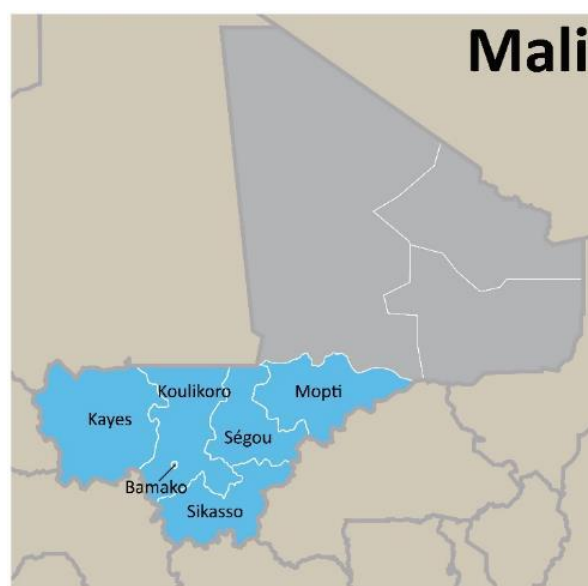 Mali
Koulikoro
Mopti
Kayes
Ségou
Bamako
Sikasso